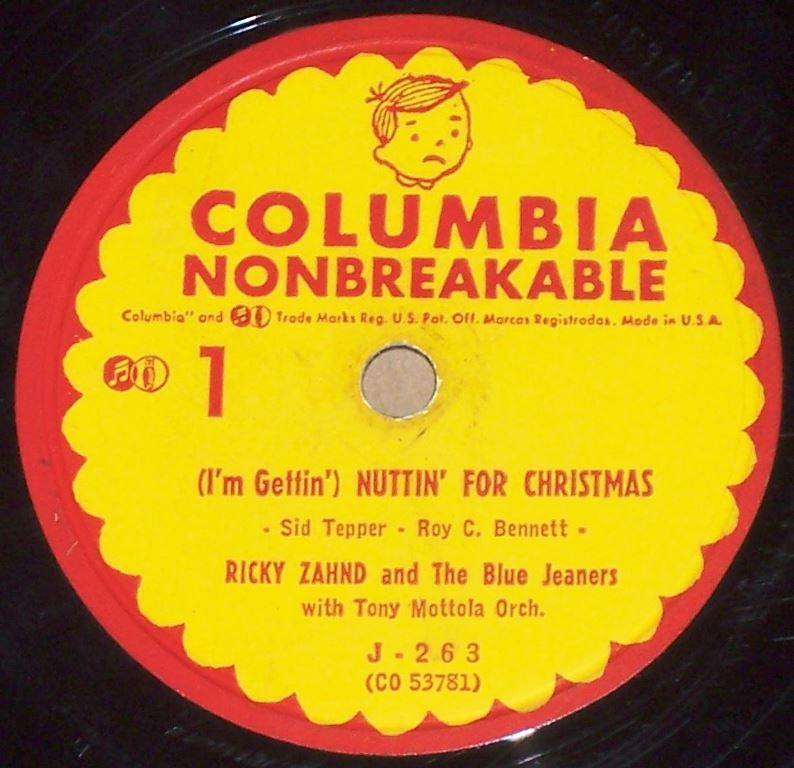 COLUMBIA
NONBREAKABLE
Columbia" and Trade Marks Reg. U.S. Pat. Off. Marcas Registradas. Made in U.S.A.
1
(I'm Gettin') NUTTIN' FOR CHRISTMAS
- Sid Tepper - Roy C. Bennett -
RICKY ZAHND and The Blue Jeaners
with Tony Mottola Orch.
J - 263
(CO 53781)